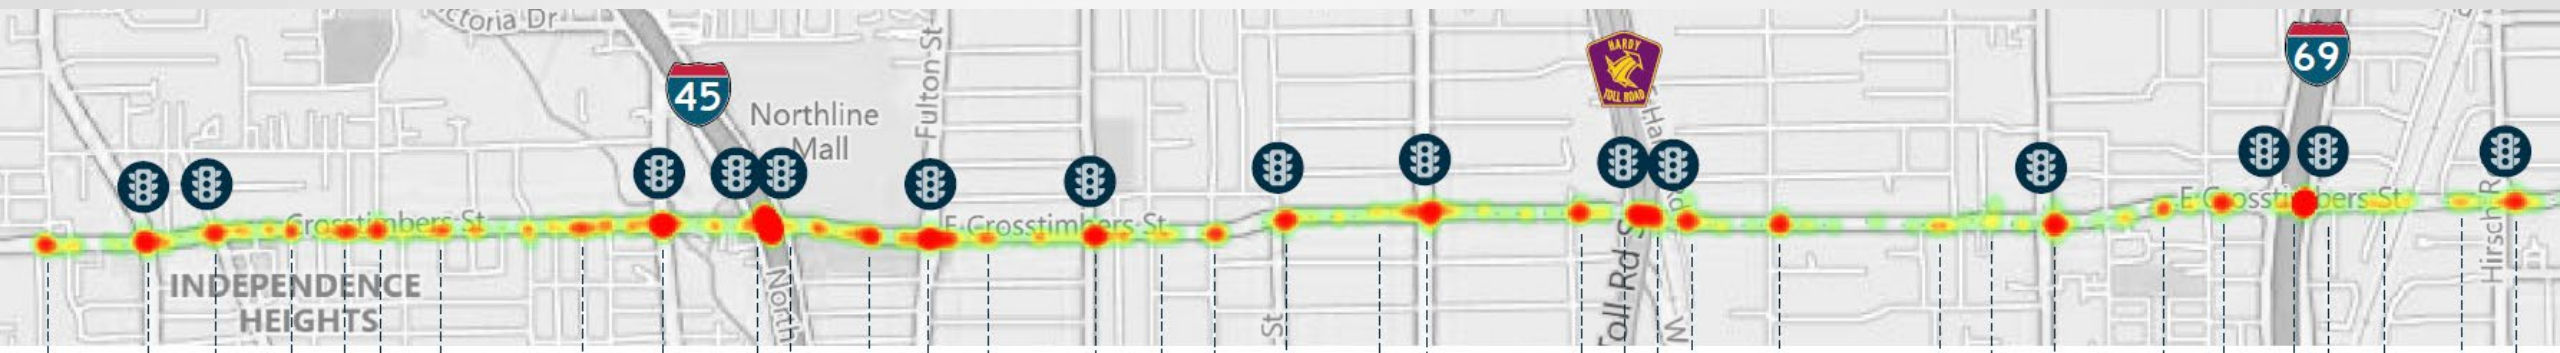 ctoria Dr
45
Northline
Mall
Fulton St
HARDY
TOLL ROAD
69
Crosstimbers St
E Crosstimbers St
E Crosstimbers St
INDEPENDENCE
HEIGHTS
North
St
Toll Rd S
W
Hirsch R